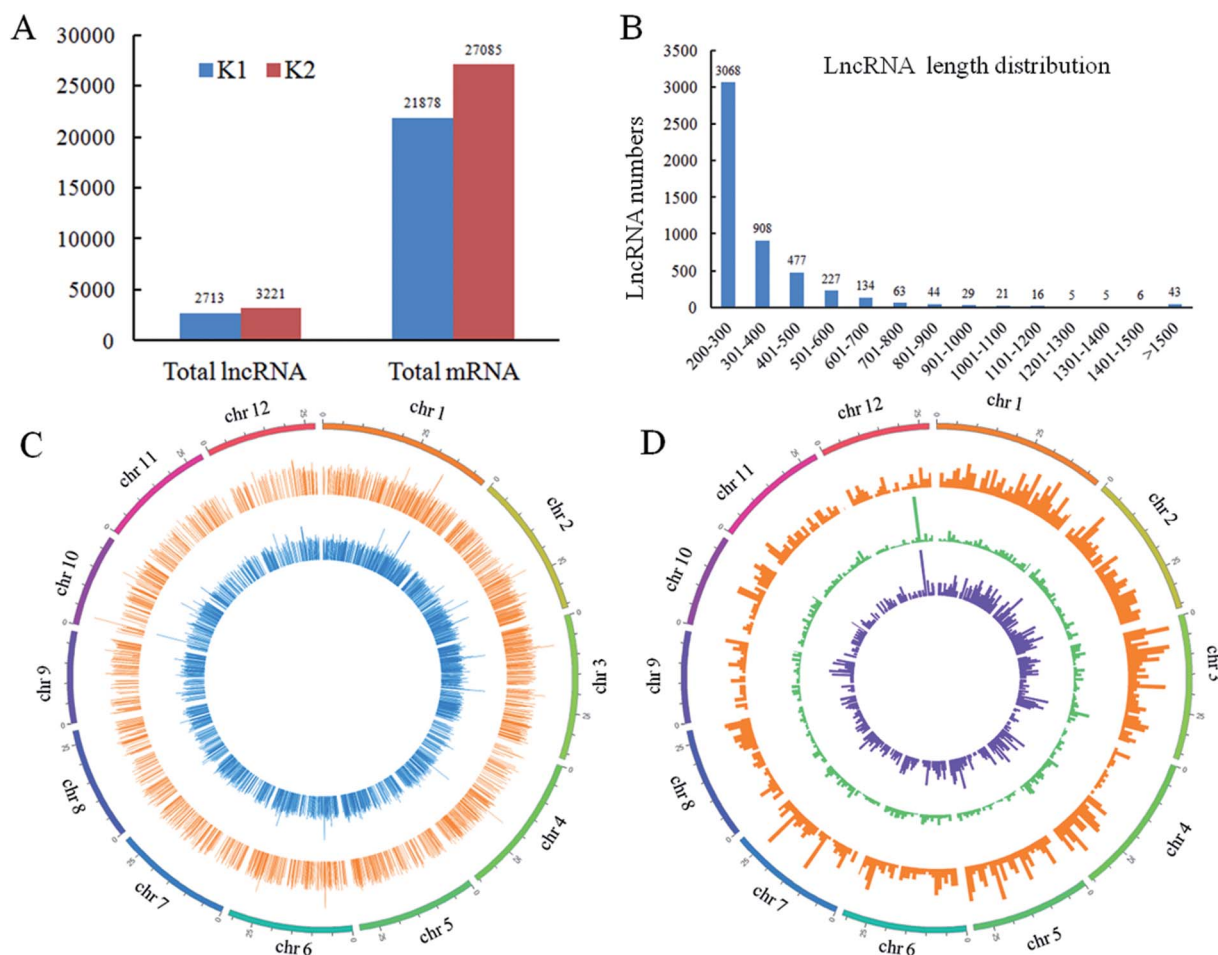 A
30000
25000
20000
15000
10000
5000
0
K1 K2
2713
3221
21878
27085
Total lncRNA
Total mRNA
B
LncRNA length distribution
LncRNA numbers
3500
3000
2500
2000
1500
1000
500
0
3068
908
477
227
134
63
44
29
21
16
5
5
6
43
200-300
301-400
401-500
501-600
601-700
701-800
801-900
901-1000
1001-1100
1101-1200
1201-1300
1301-1400
1401-1500
>1500
C
chr 1
chr 2
chr 3
chr 4
chr 5
chr 6
chr 7
chr 8
chr 9
chr 10
chr 11
chr 12
D
chr 1
chr 2
chr 3
chr 4
chr 5
chr 6
chr 7
chr 8
chr 9
chr 10
chr 11
chr 12